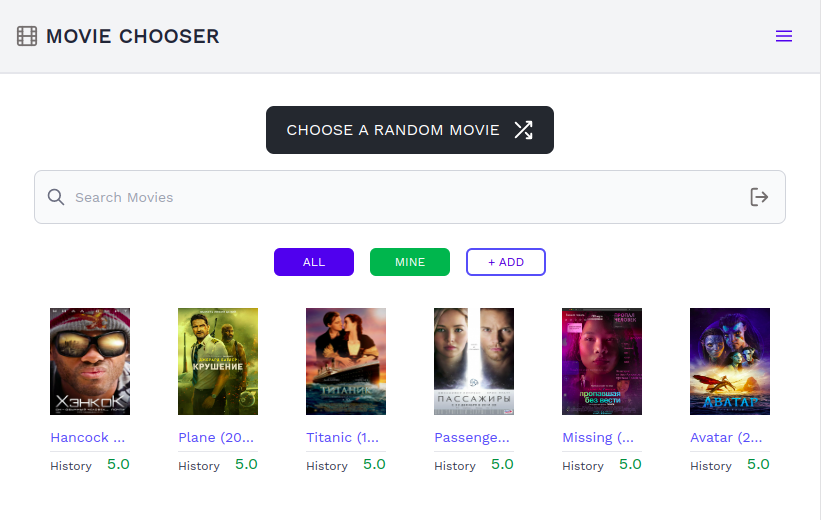 MOVIE CHOOSER
CHOOSE A RANDOM MOVIE
Search Movies
ALL
MINE
+ ADD
ХЭНКОК
КРУШЕНИЕ
ТИТАНИК
ПАССАЖИРЫ
пропавшая
без вести
АВАТАР
Hancock ...
Plane (20...
Titanic (1...
Passenge...
Missing (...
Avatar (2...
History 5.0
History 5.0
History 5.0
History 5.0
History 5.0
History 5.0